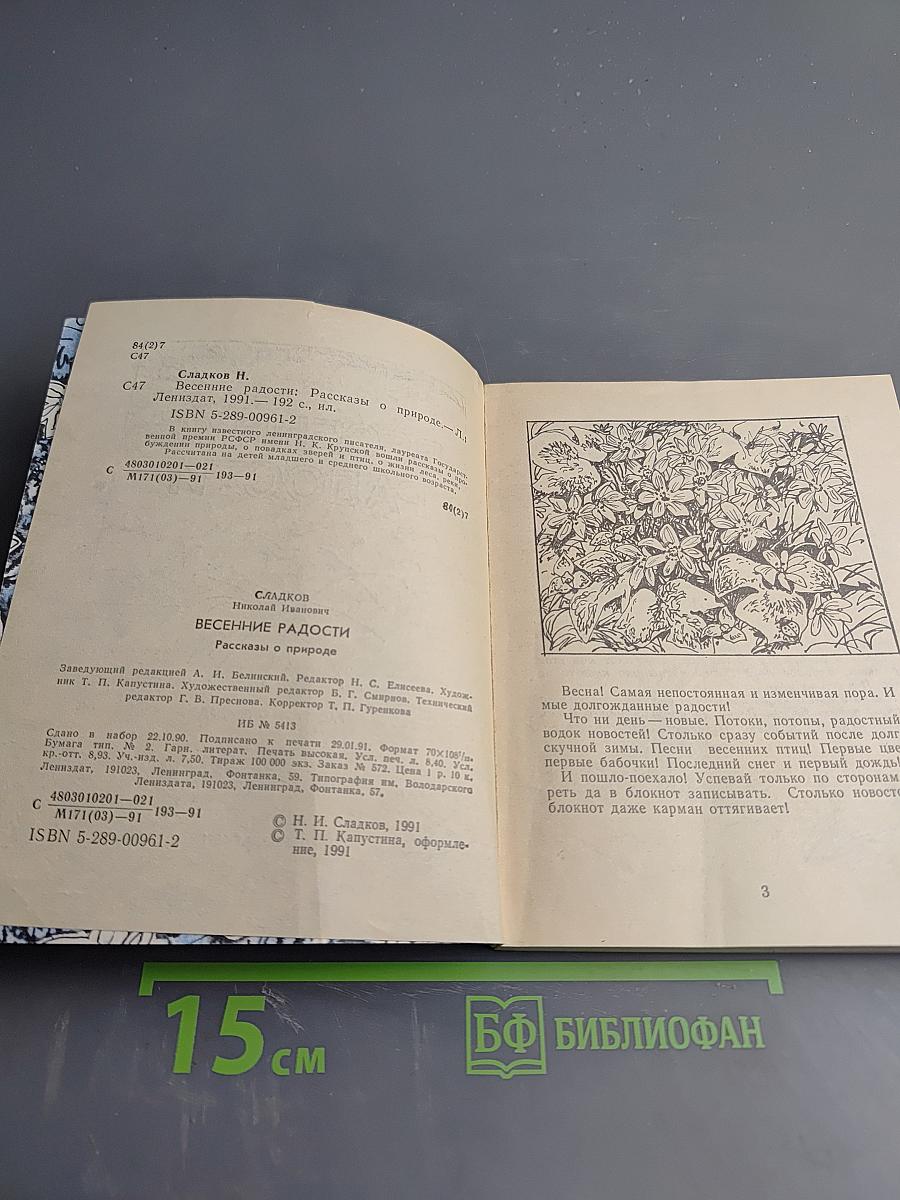 84(2)7
С47
Сладков Н.
С47 Весенние радости: Рассказы о природе.— Л.:
Лениздат, 1991.— 192 с., ил.
ISBN 5-289-00961-2
В книгу известного ленинградского писателя, лауреата Государст-
венной премии РСФСР имени Н. К. Крупской вошли рассказы о про-
буждении природы, о повадках зверей и птиц, о жизни леса, реки.
Рассчитана на детей младшего и среднего школьного возраста.
С 4803010201—021
М171(03)—91 193—91
84(2)7
СЛАДКОВ
Николай Иванович
ВЕСЕННИЕ РАДОСТИ
Рассказы о природе
Заведующий редакцией А. И. Белинский. Редактор Н. С. Елисеева. Худож-
ник Т. П. Капустина. Художественный редактор Б. Г. Смирнов. Технический
редактор Г. В. Преснова. Корректор Т. П. Гуренкова
ИБ № 5413
Сдано в набор 22.10.90. Подписано к печати 29.01.91. Формат 70×108¹/₃₂.
Бумага тип. № 2. Гарн. литерат. Печать высокая. Усл. печ. л. 8,40. Усл.
кр.-отт. 8,93. Уч.-изд. л. 7,50. Тираж 100 000 экз. Заказ № 572. Цена 1 р. 10 к.
Лениздат, 191023, Ленинград, Фонтанка, 59. Типография им. Володарского
Лениздата, 191023, Ленинград, Фонтанка, 57.
С 4803010201—021
М171(03)—91 193—91
ISBN 5-289-00961-2
© Н. И. Сладков, 1991
© Т. П. Капустина, оформле-
ние, 1991
Весна! Самая непостоянная и изменчивая пора. И
мые долгожданные радости!
Что ни день — новые. Потоки, потопы, радостный
водок новостей! Столько сразу событий после долг
скучной зимы. Песни весенних птиц! Первые цве
первые бабочки! Последний снег и первый дождь!
И пошло-поехало! Успевай только по сторонам
реть да в блокнот записывать. Столько новост
блокнот даже карман оттягивает!
3
15 см
БФ БИБЛИОФАН